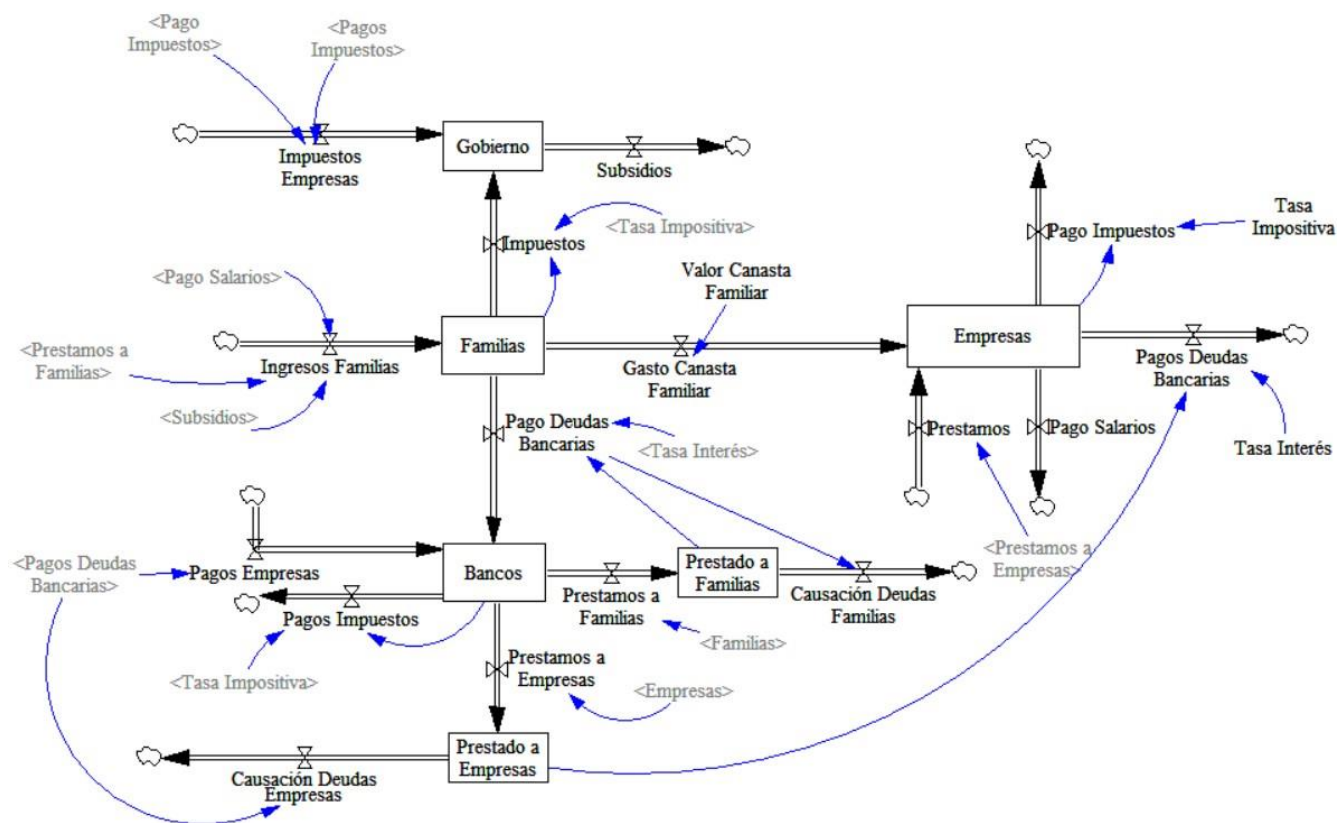 <Pago
Impuestos>
<Pagos
Impuestos>
Impuestos
Empresas
Gobierno
Subsidios
<Tasa Impositiva>
Impuestos
Pago Impuestos
Tasa
Impositiva
<Pago Salarios>
Valor Canasta
Familiar
<Prestamos a
Familias>
Ingresos Familias
Familias
Gasto Canasta
Familiar
Empresas
Pagos Deudas
Bancarias
<Subsidios>
Pago Deudas
Bancarias
<Tasa Interés>
Prestamos
Pago Salarios
Tasa Interés
<Pagos Deudas
Bancarias>
Pagos Empresas
Bancos
Prestamos a
Familias
Prestado a
Familias
Causación Deudas
Familias
<Prestamos a
Empresas>
Pagos Impuestos
<Familias>
<Tasa Impositiva>
Prestamos a
Empresas
<Empresas>
Prestado a
Empresas
Causación Deudas
Empresas